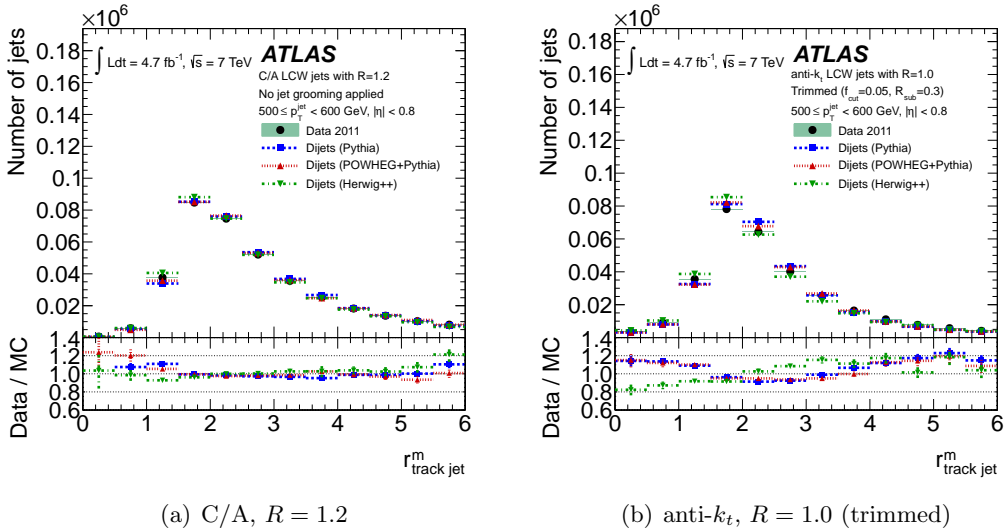 ×10⁶
Number of jets
∫ Ldt = 4.7 fb⁻¹, √s = 7 TeV
ATLAS
C/A LCW jets with R=1.2
No jet grooming applied
500 ≤ p_T^jet < 600 GeV, |η| < 0.8
Data 2011
Dijets (Pythia)
Dijets (POWHEG+Pythia)
Dijets (Herwig++)
0.18
0.16
0.14
0.12
0.1
0.08
0.06
0.04
0.02
Data / MC
1.4
1.2
1.0
0.8
0.6
0 1 2 3 4 5 6
r^m_track jet
(a) C/A, R = 1.2
×10⁶
Number of jets
∫ Ldt = 4.7 fb⁻¹, √s = 7 TeV
ATLAS
anti-k_t LCW jets with R=1.0
Trimmed (f_cut=0.05, R_sub=0.3)
500 ≤ p_T^jet < 600 GeV, |η| < 0.8
Data 2011
Dijets (Pythia)
Dijets (POWHEG+Pythia)
Dijets (Herwig++)
0.18
0.16
0.14
0.12
0.1
0.08
0.06
0.04
0.02
Data / MC
1.4
1.2
1.0
0.8
0.6
0 1 2 3 4 5 6
r^m_track jet
(b) anti-k_t, R = 1.0 (trimmed)